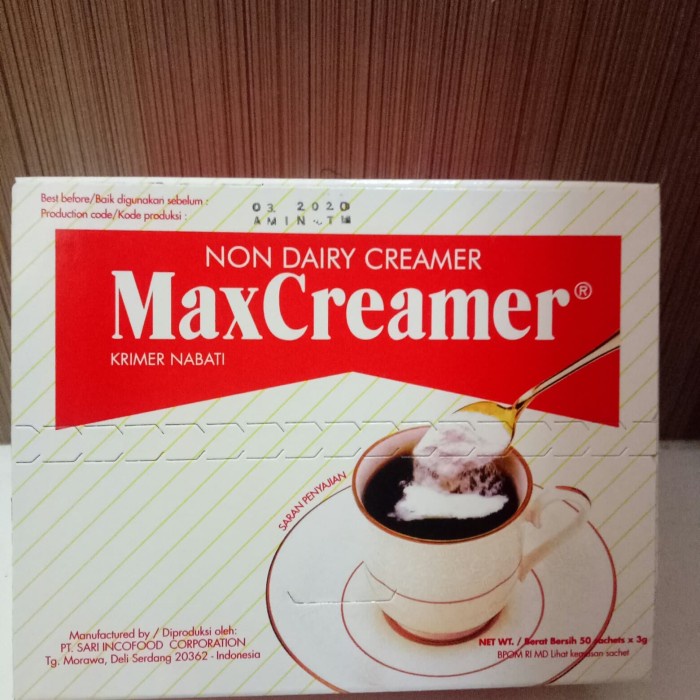 Best before/Baik digunakan sebelum :
03 2020
Production code/Kode produksi :
NON DAIRY CREAMER
MaxCreamer®
KRIMER NABATI
SARAN PENYAJIAN
Manufactured by / Diproduksi oleh:
PT. SARI INCOFOOD CORPORATION
Tg. Morawa, Deli Serdang 20362 - Indonesia
NET WT. / Berat Bersih 50 sachets x 3g
BPOM RI MD Lihat kemasan sachet